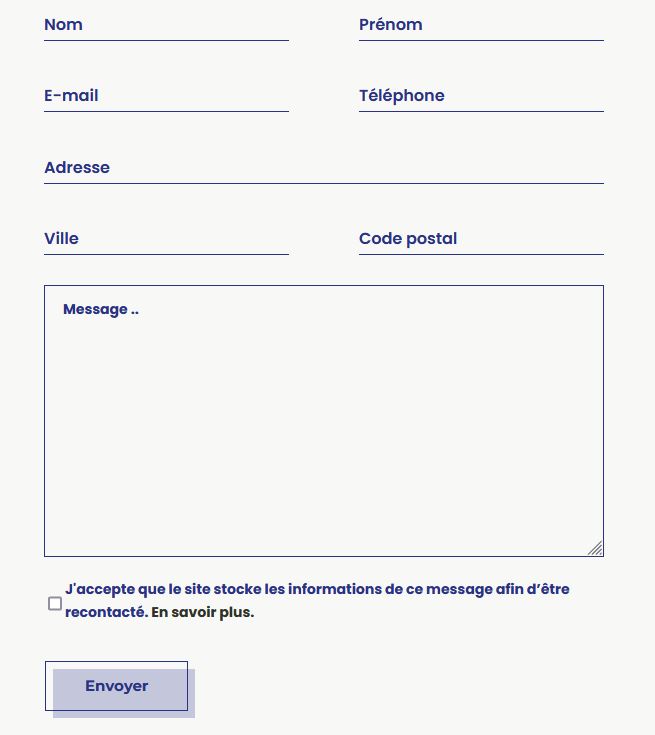 Nom Prénom
E-mail Téléphone
Adresse
Ville Code postal
Message ..
J'accepte que le site stocke les informations de ce message afin d’être
recontacté. En savoir plus.
Envoyer